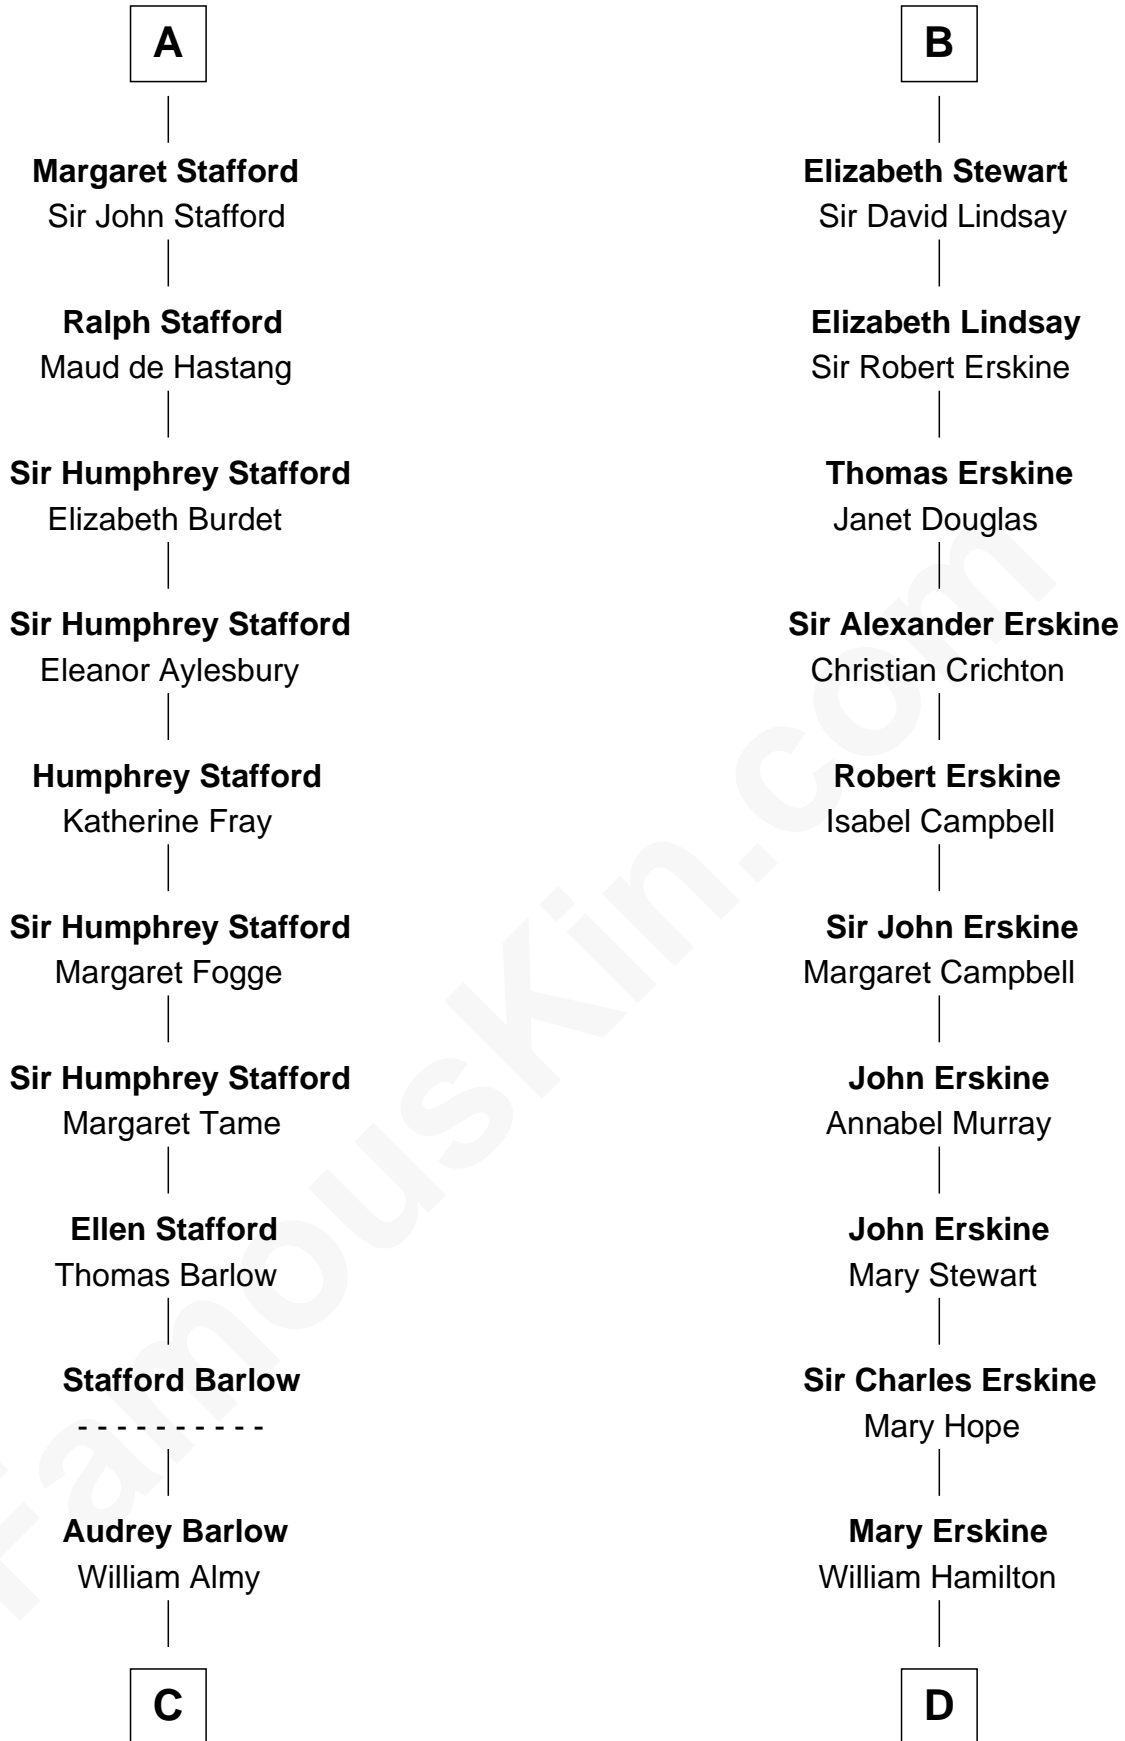 A
Margaret Stafford
Sir John Stafford
Ralph Stafford
Maud de Hastang
Sir Humphrey Stafford
Elizabeth Burdet
Sir Humphrey Stafford
Eleanor Aylesbury
Humphrey Stafford
Katherine Fray
Sir Humphrey Stafford
Margaret Fogge
Sir Humphrey Stafford
Margaret Tame
Ellen Stafford
Thomas Barlow
Stafford Barlow
- - - - - - - - - -
Audrey Barlow
William Almy
C
B
Elizabeth Stewart
Sir David Lindsay
Elizabeth Lindsay
Sir Robert Erskine
Thomas Erskine
Janet Douglas
Sir Alexander Erskine
Christian Crichton
Robert Erskine
Isabel Campbell
Sir John Erskine
Margaret Campbell
John Erskine
Annabel Murray
John Erskine
Mary Stewart
Sir Charles Erskine
Mary Hope
Mary Erskine
William Hamilton
D
FamousKin.com